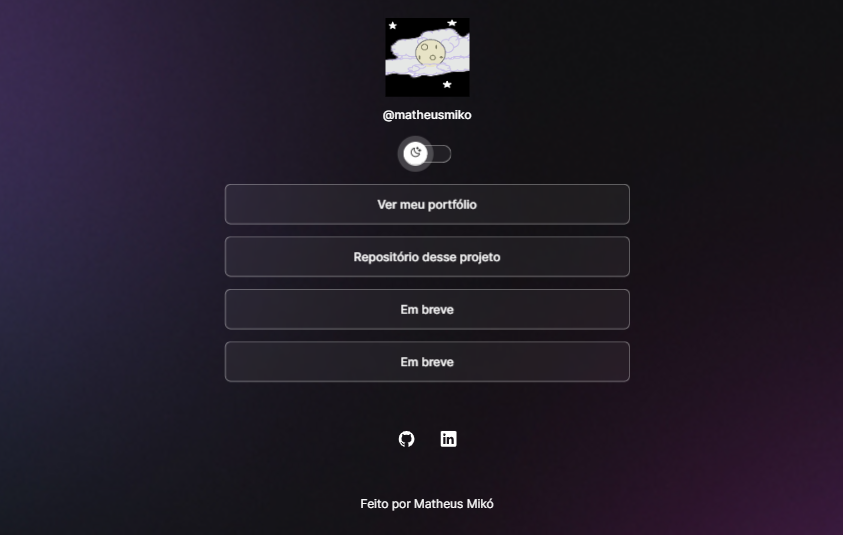 @matheusmiko
Ver meu portfólio
Repositório desse projeto
Em breve
Em breve
Feito por Matheus Mikó